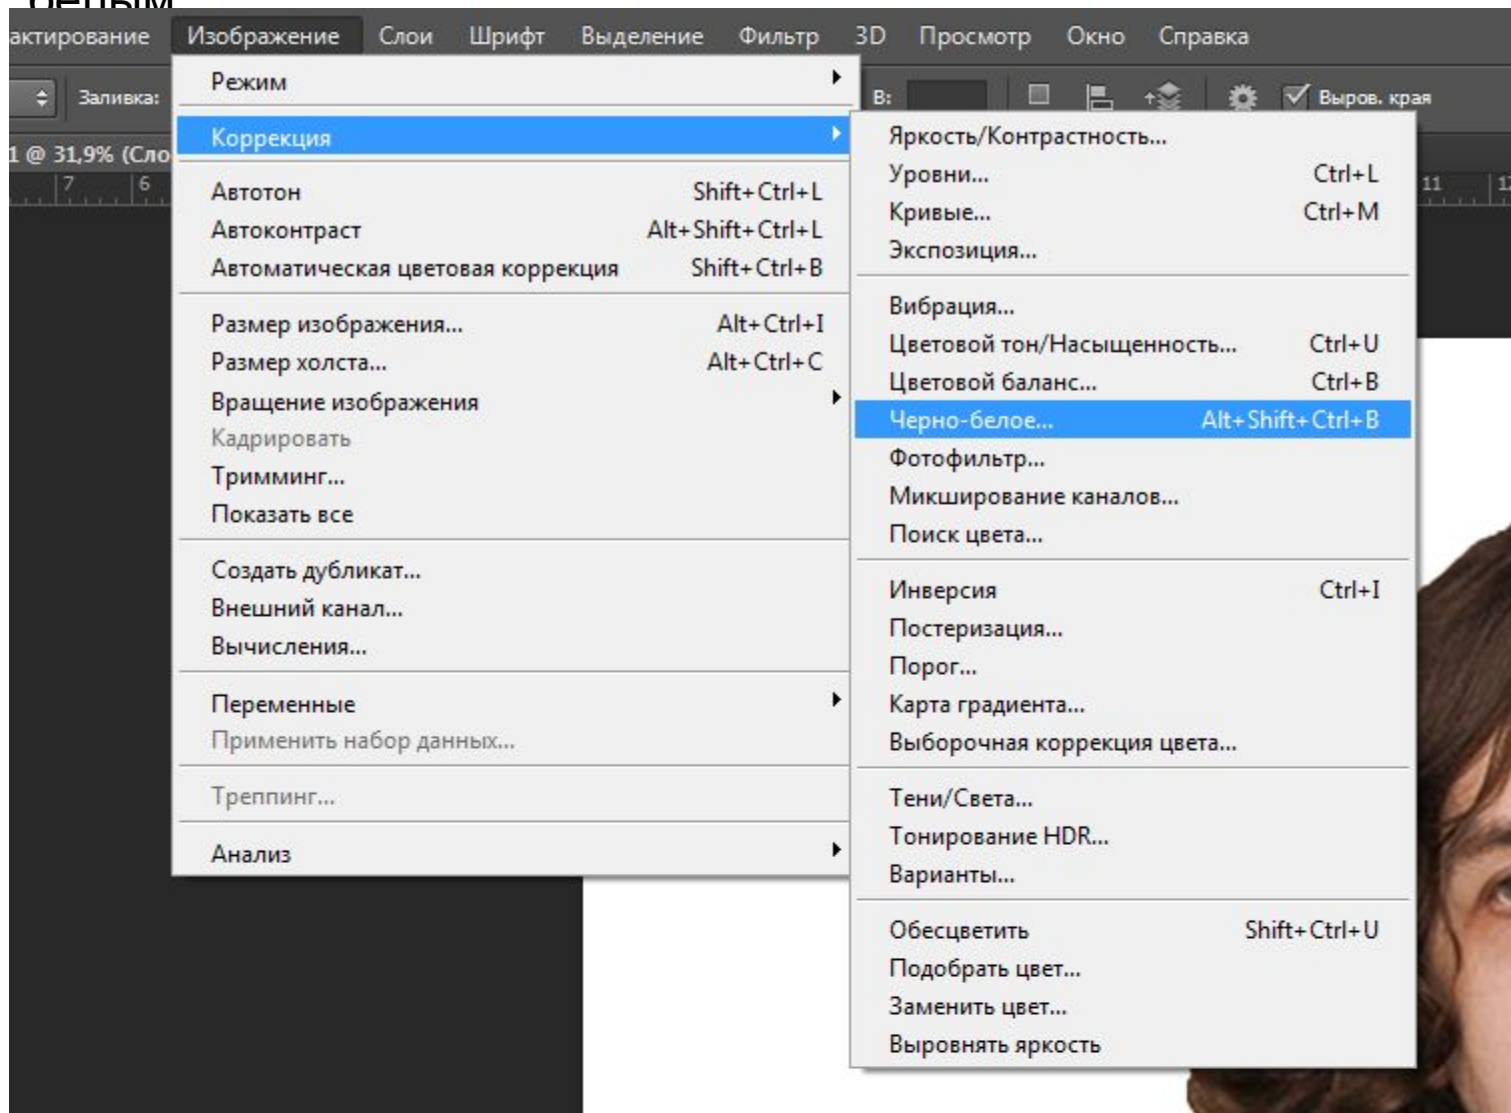 белым
актирование Изображение Слои Шрифт Выделение Фильтр 3D Просмотр Окно Справка
Заливка: В: Выров. края
1 @ 31,9% (Сло
7 6 11
Режим
Коррекция
Автотон Shift+Ctrl+L
Автоконтраст Alt+Shift+Ctrl+L
Автоматическая цветовая коррекция Shift+Ctrl+B
Размер изображения... Alt+Ctrl+I
Размер холста... Alt+Ctrl+C
Вращение изображения
Кадрировать
Тримминг...
Показать все
Создать дубликат...
Внешний канал...
Вычисления...
Переменные
Применить набор данных...
Треппинг...
Анализ
Яркость/Контрастность...
Уровни... Ctrl+L
Кривые... Ctrl+M
Экспозиция...
Вибрация...
Цветовой тон/Насыщенность... Ctrl+U
Цветовой баланс... Ctrl+B
Черно-белое... Alt+Shift+Ctrl+B
Фотофильтр...
Микширование каналов...
Поиск цвета...
Инверсия Ctrl+I
Постеризация...
Порог...
Карта градиента...
Выборочная коррекция цвета...
Тени/Света...
Тонирование HDR...
Варианты...
Обесцветить Shift+Ctrl+U
Подобрать цвет...
Заменить цвет...
Выровнять яркость